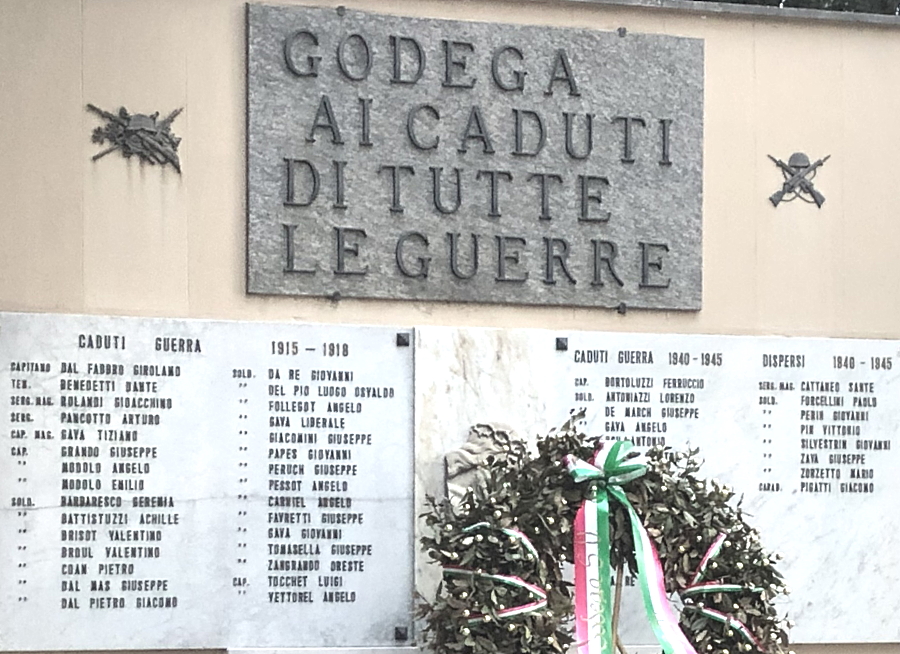 GODEGA
AI CADUTI
DI TUTTE
LE GUERRE
CADUTI GUERRA 1915 - 1918
CAPITANO DAL FABBRO GIROLAMO
TEN. BENEDETTI DANTE
SERG. MAG. ROLANDI GIOACCHINO
SERG. PANCOTTO ARTURO
CAP. MAG. GAVA TIZIANO
CAP. GRANDO GIUSEPPE
" MODOLO ANGELO
" MODOLO EMILIO
SOLD. BARBARESCO GEREMIA
" BATTISTUZZI ACHILLE
" BRISOT VALENTINO
" BROUL VALENTINO
" COAN PIETRO
" DAL MAS GIUSEPPE
" DAL PIETRO GIACOMO
SOLD. DA RE GIOVANNI
" DEL PIO LUOGO OSVALDO
" FOLLEGOT ANGELO
" GAVA LIBERALE
" GIACOMINI GIUSEPPE
" PAPES GIOVANNI
" PERUCH GIUSEPPE
" PESSOT ANGELO
" CABRIEL ANGELO
" FAVRETTI GIUSEPPE
" GAVA GIOVANNI
" TOMASELLA GIUSEPPE
" ZANGRANDO ORESTE
CAP. TOCCHET LUIGI
" VETTOREL ANGELO
CADUTI GUERRA 1940-1945
CAP. BORTOLUZZI FERRUCCIO
SOLD. ANTONIAZZI LORENZO
DE MARCH GIUSEPPE
GAVA ANGELO
ANTONIO
RE
DISPERSI 1940-1945
SERG. MAG. CATTANEO SANTE
SOLD. FORCELLINI PAOLO
" PERIN GIOVANNI
" PIN VITTORIO
" SILVESTRIN GIOVANNI
" ZAVA GIUSEPPE
" ZORZETTO MARIO
CARAB. PIGATTI GIACOMO